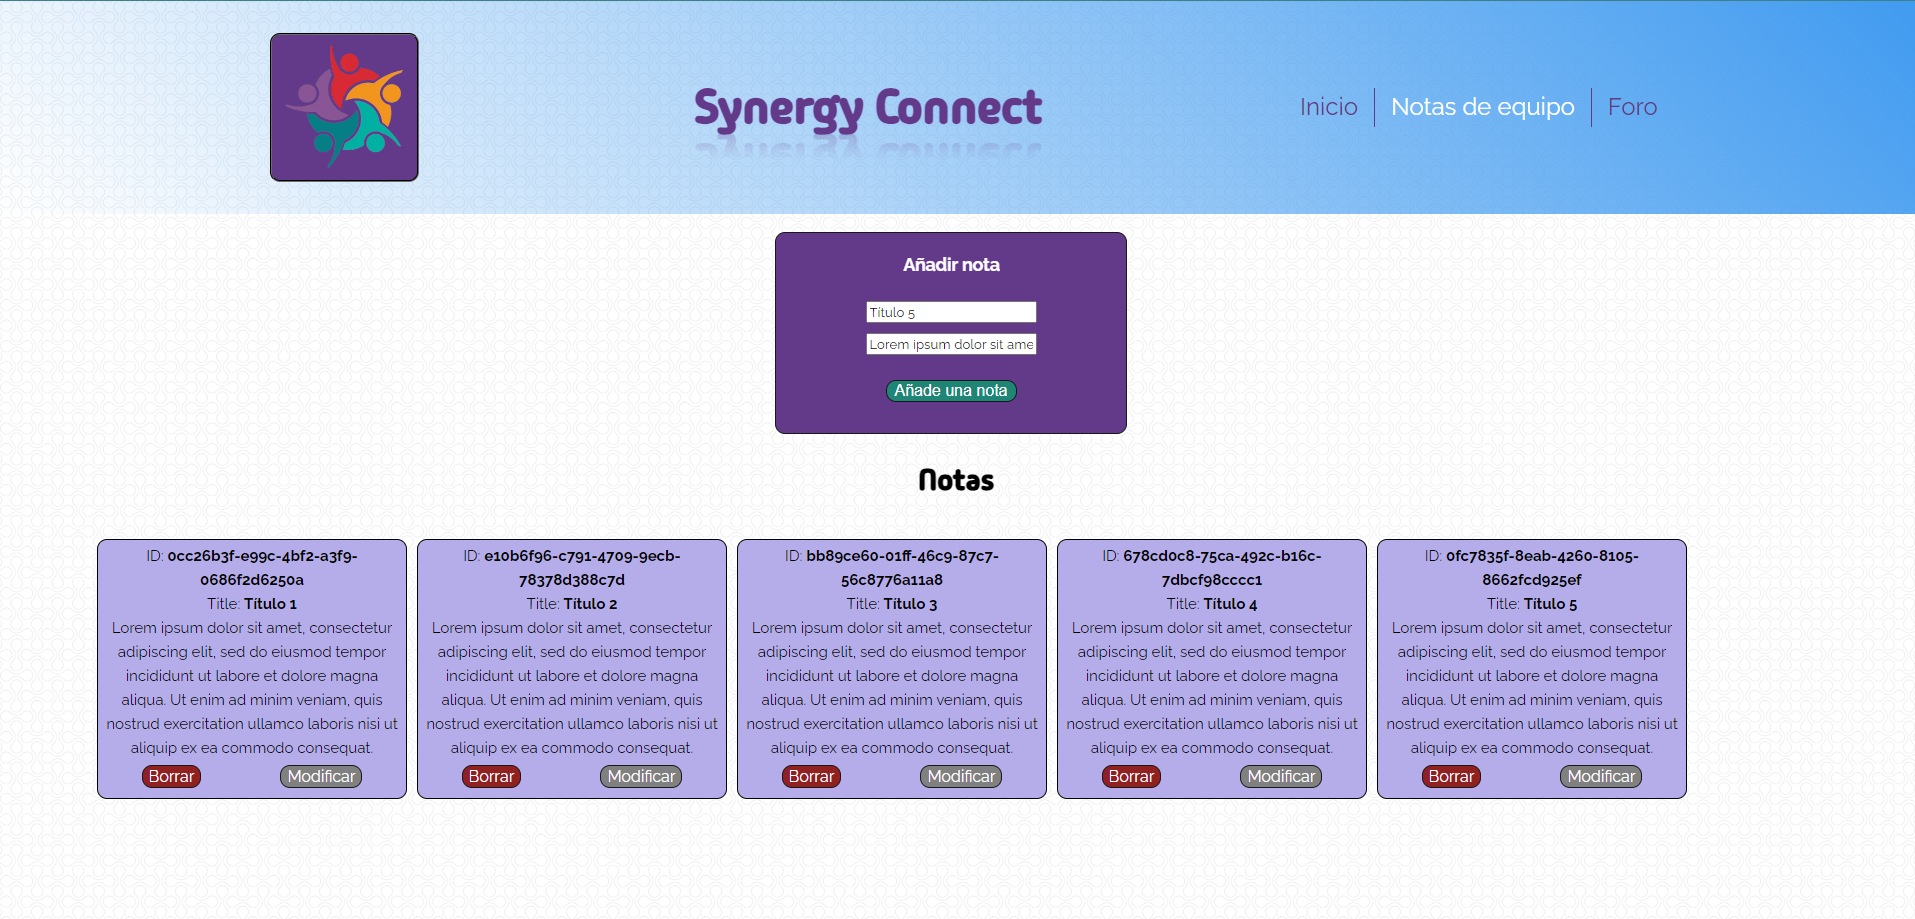 Synergy Connect
Inicio
Notas de equipo
Foro
Añadir nota
Título 5
Lorem ipsum dolor sit ame
Añade una nota
Notas
ID: 0cc26b3f-e99c-4bf2-a3f9-
0686f2d6250a
Title: Título 1
Lorem ipsum dolor sit amet, consectetur
adipiscing elit, sed do eiusmod tempor
incididunt ut labore et dolore magna
aliqua. Ut enim ad minim veniam, quis
nostrud exercitation ullamco laboris nisi ut
aliquip ex ea commodo consequat.
Borrar
Modificar
ID: e10b6f96-c791-4709-9ecb-
78378d388c7d
Title: Título 2
Lorem ipsum dolor sit amet, consectetur
adipiscing elit, sed do eiusmod tempor
incididunt ut labore et dolore magna
aliqua. Ut enim ad minim veniam, quis
nostrud exercitation ullamco laboris nisi ut
aliquip ex ea commodo consequat.
Borrar
Modificar
ID: bb89ce60-01ff-46c9-87c7-
56c8776a11a8
Title: Título 3
Lorem ipsum dolor sit amet, consectetur
adipiscing elit, sed do eiusmod tempor
incididunt ut labore et dolore magna
aliqua. Ut enim ad minim veniam, quis
nostrud exercitation ullamco laboris nisi ut
aliquip ex ea commodo consequat.
Borrar
Modificar
ID: 678cd0c8-75ca-492c-b16c-
7dbcf98cccc1
Title: Título 4
Lorem ipsum dolor sit amet, consectetur
adipiscing elit, sed do eiusmod tempor
incididunt ut labore et dolore magna
aliqua. Ut enim ad minim veniam, quis
nostrud exercitation ullamco laboris nisi ut
aliquip ex ea commodo consequat.
Borrar
Modificar
ID: 0fc7835f-8eab-4260-8105-
8662fcd925ef
Title: Título 5
Lorem ipsum dolor sit amet, consectetur
adipiscing elit, sed do eiusmod tempor
incididunt ut labore et dolore magna
aliqua. Ut enim ad minim veniam, quis
nostrud exercitation ullamco laboris nisi ut
aliquip ex ea commodo consequat.
Borrar
Modificar